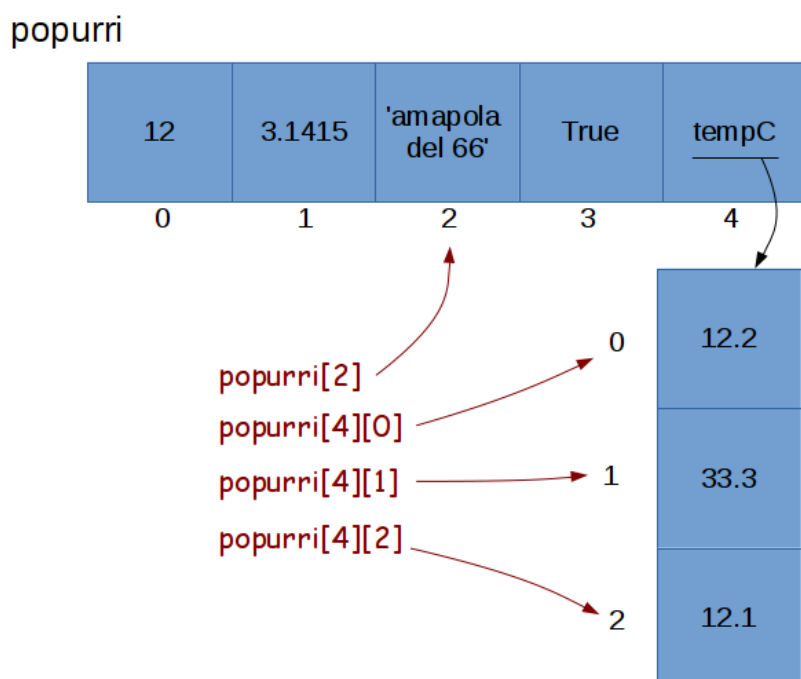 popurri
12
3.1415
'amapola
del 66'
True
tempC
0
1
2
3
4
0
12.2
popurri[2]
popurri[4][0]
popurri[4][1]
1
33.3
popurri[4][2]
2
12.1